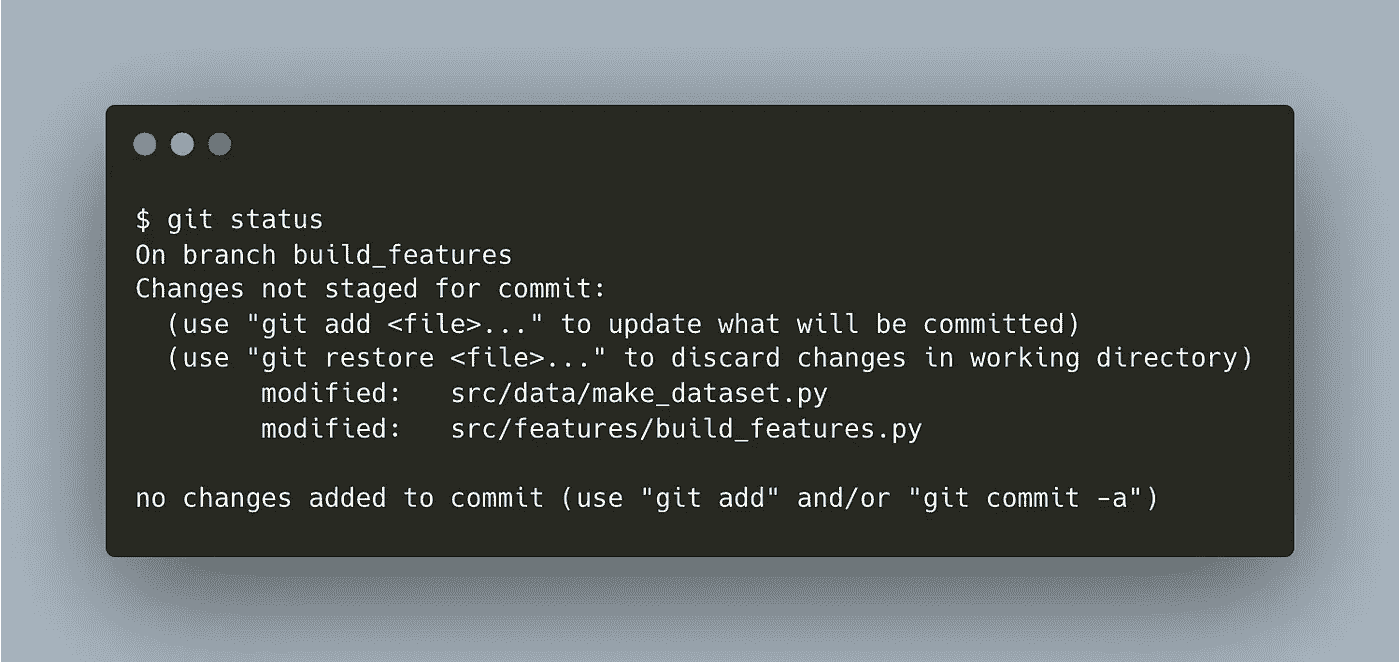 $ git status
On branch build_features
Changes not staged for commit:
  (use "git add <file>..." to update what will be committed)
  (use "git restore <file>..." to discard changes in working directory)
        modified:   src/data/make_dataset.py
        modified:   src/features/build_features.py

no changes added to commit (use "git add" and/or "git commit -a")